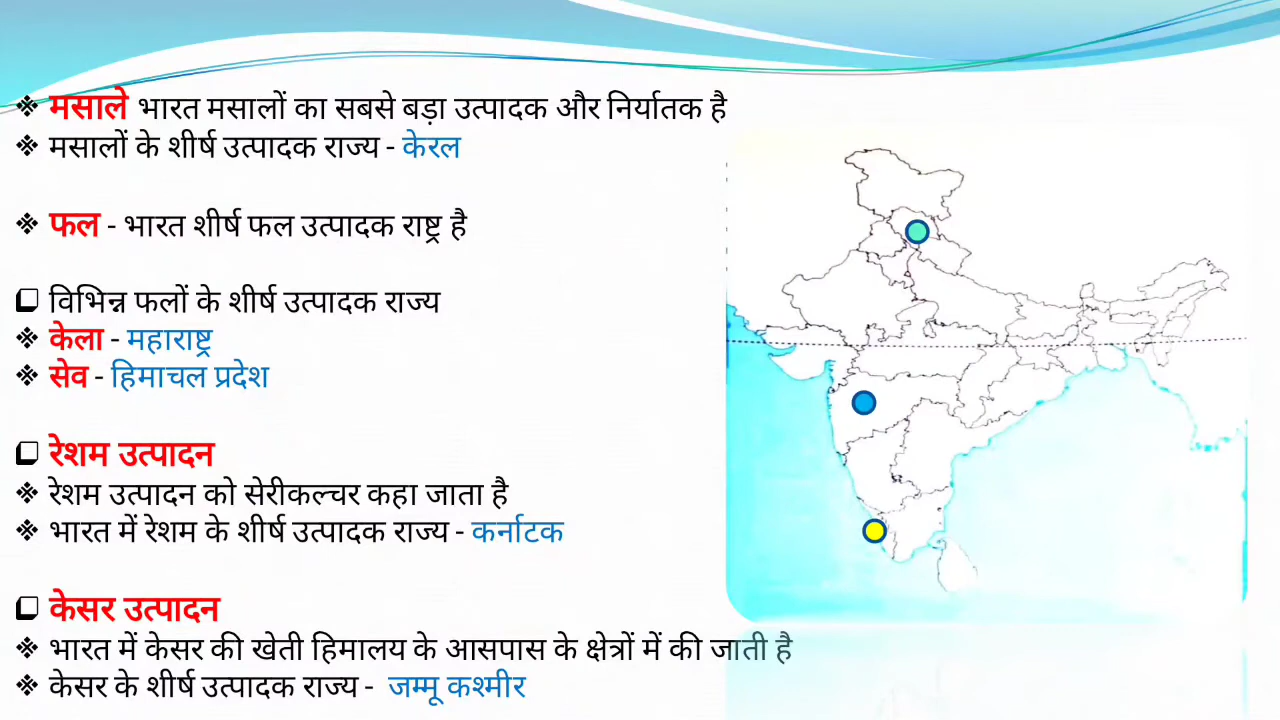 ❖ मसाले भारत मसालों का सबसे बड़ा उत्पादक और निर्यातक है
❖ मसालों के शीर्ष उत्पादक राज्य - केरल
❖ फल - भारत शीर्ष फल उत्पादक राष्ट्र है
❑ विभिन्न फलों के शीर्ष उत्पादक राज्य
❖ केला - महाराष्ट्र
❖ सेव - हिमाचल प्रदेश
❑ रेशम उत्पादन
❖ रेशम उत्पादन को सेरीकल्चर कहा जाता है
❖ भारत में रेशम के शीर्ष उत्पादक राज्य - कर्नाटक
❑ केसर उत्पादन
❖ भारत में केसर की खेती हिमालय के आसपास के क्षेत्रों में की जाती है
❖ केसर के शीर्ष उत्पादक राज्य - जम्मू कश्मीर